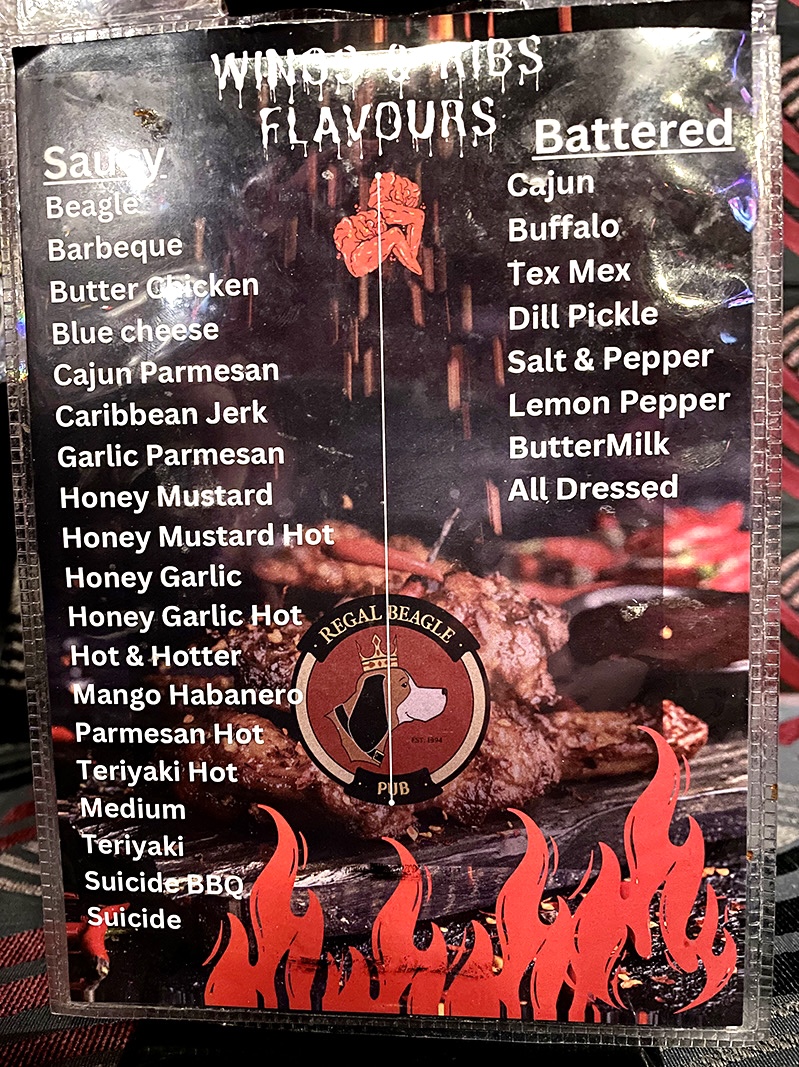 WINGS & RIBS
FLAVOURS
Saucy
Beagle
Barbeque
Butter Chicken
Blue cheese
Cajun Parmesan
Caribbean Jerk
Garlic Parmesan
Honey Mustard
Honey Mustard Hot
Honey Garlic
Honey Garlic Hot
Hot & Hotter
Mango Habanero
Parmesan Hot
Teriyaki Hot
Medium
Teriyaki
Suicide BBQ
Suicide
Battered
Cajun
Buffalo
Tex Mex
Dill Pickle
Salt & Pepper
Lemon Pepper
ButterMilk
All Dressed
REGAL BEAGLE
EST. 1994
PUB